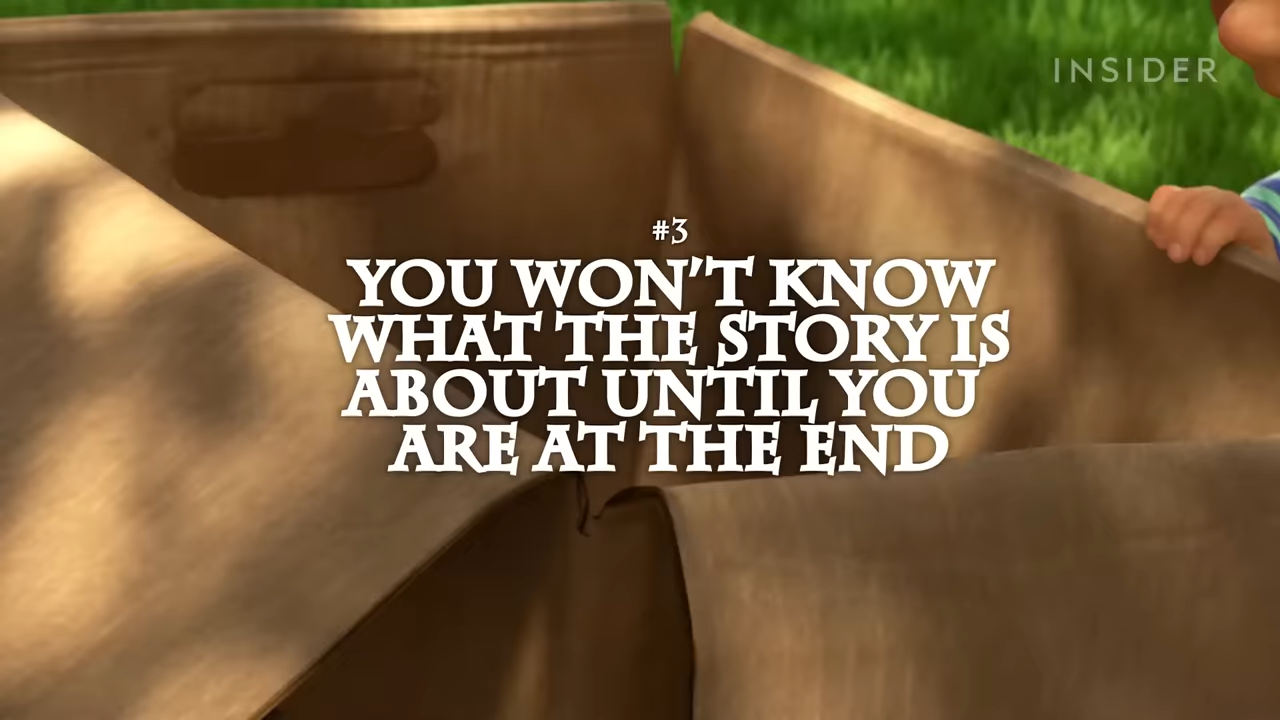 INSIDER
#3
YOU WON'T KNOW
WHAT THE STORY IS
ABOUT UNTIL YOU
ARE AT THE END